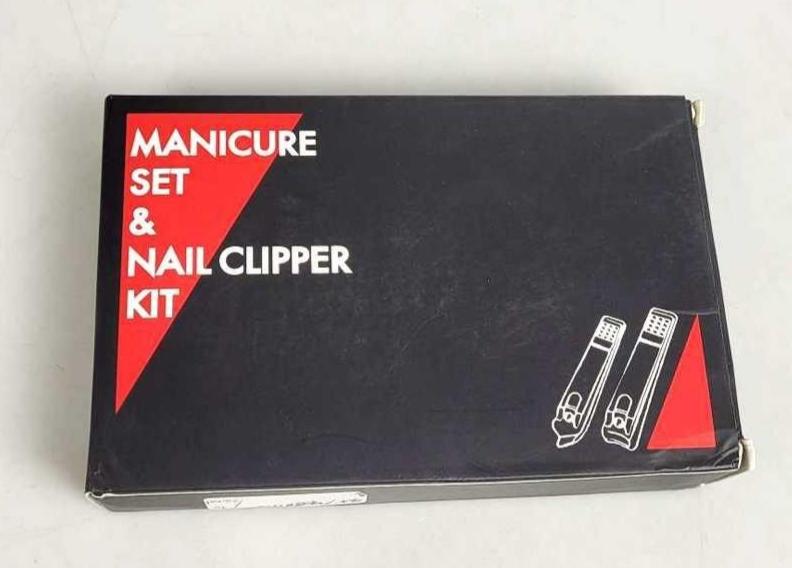 MANICURE
SET
&
NAIL CLIPPER
KIT